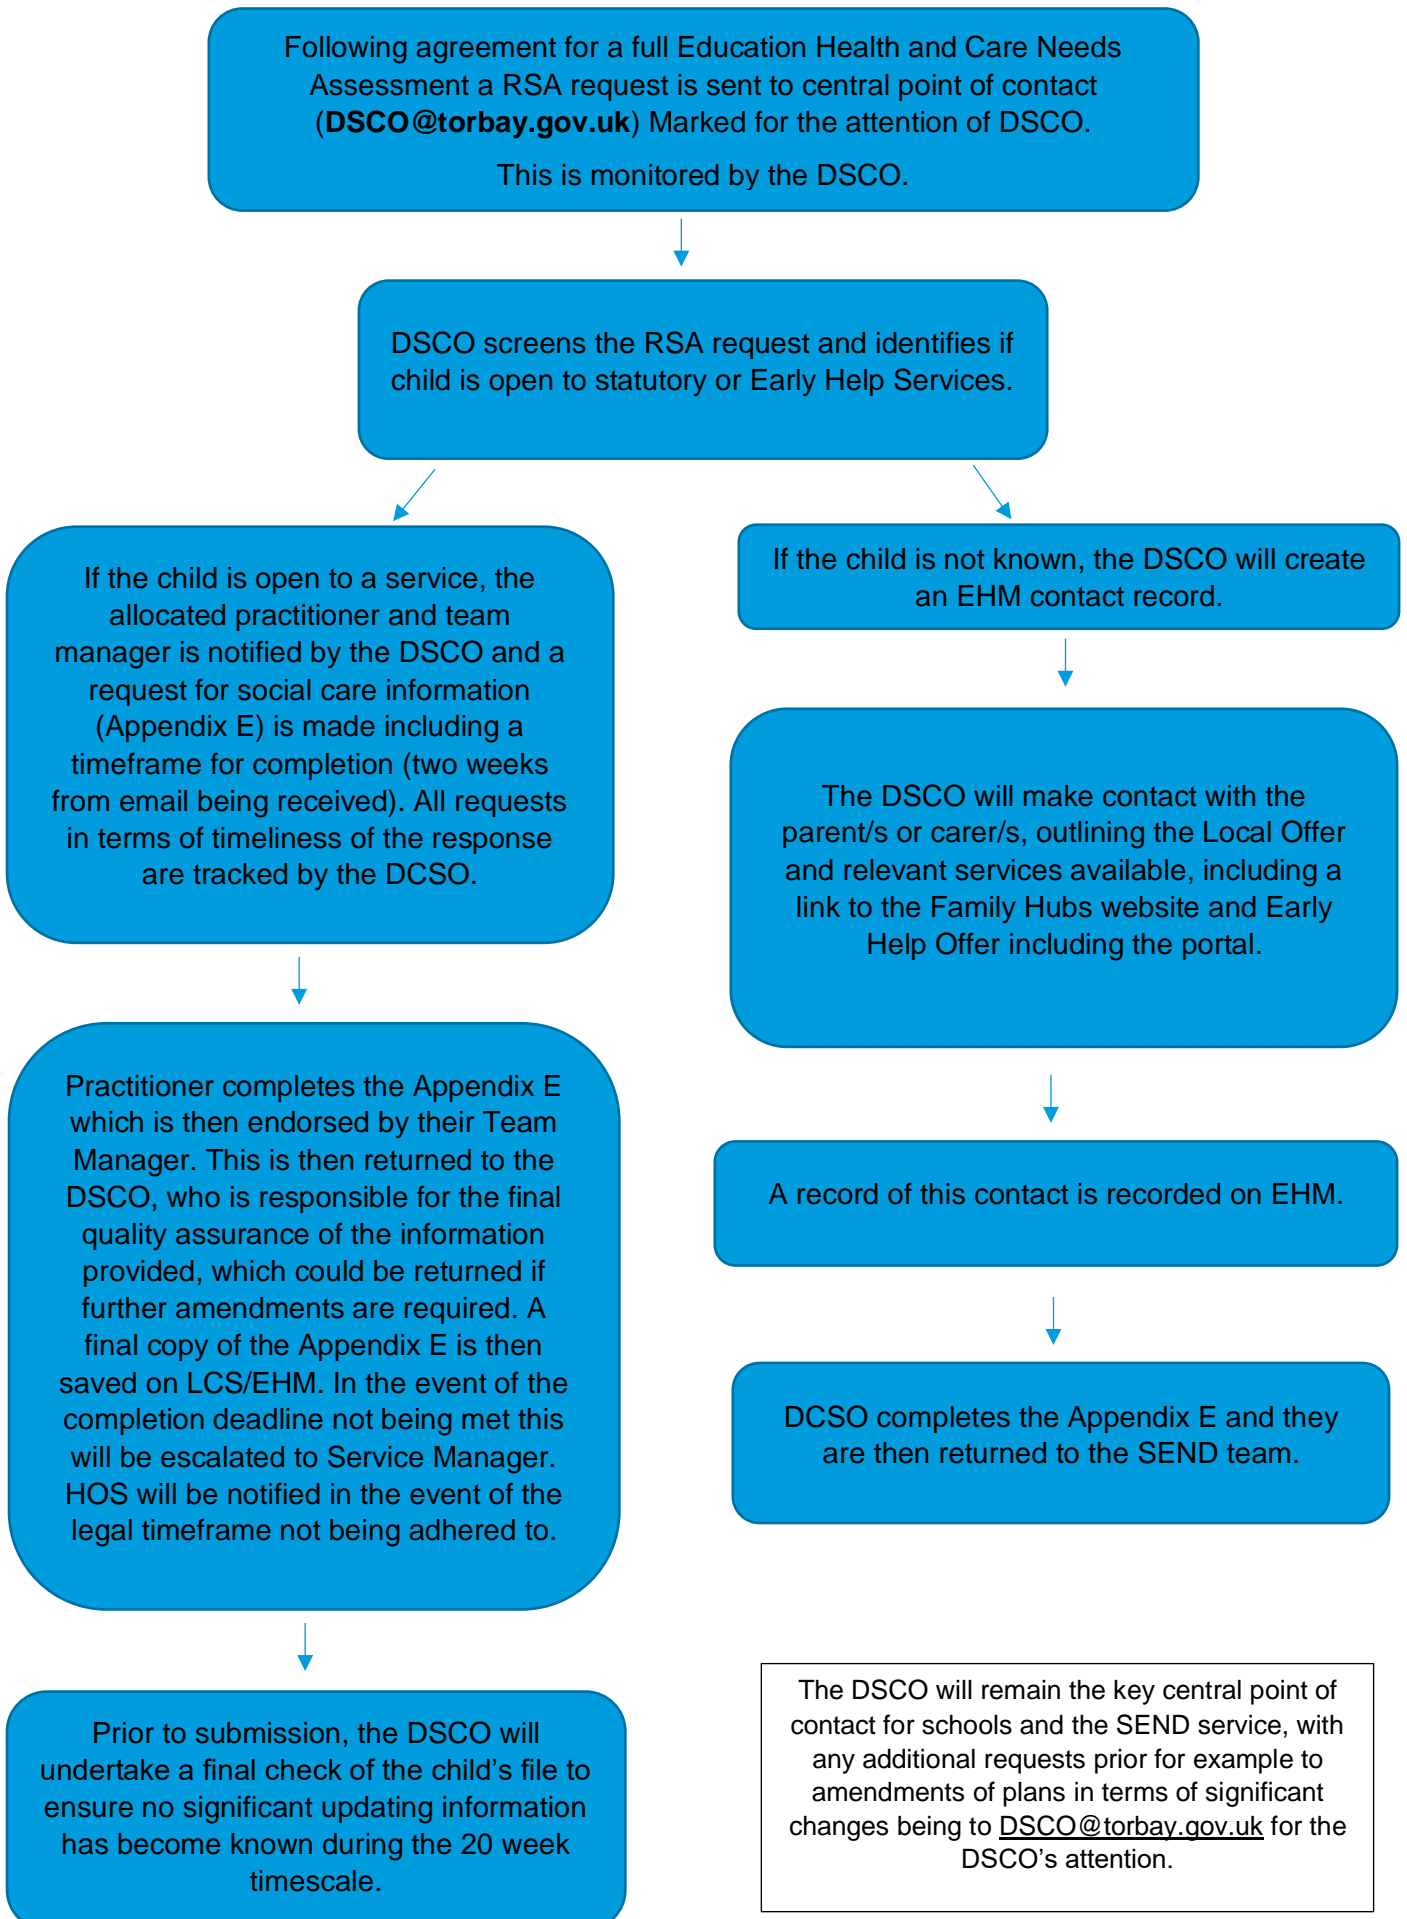 Following agreement for a full Education Health and Care Needs
Assessment a RSA request is sent to central point of contact
(DSCO@torbay.gov.uk) Marked for the attention of DSCO.
This is monitored by the DSCO.
DSCO screens the RSA request and identifies if
child is open to statutory or Early Help Services.
If the child is open to a service, the
allocated practitioner and team
manager is notified by the DSCO and a
request for social care information
(Appendix E) is made including a
timeframe for completion (two weeks
from email being received). All requests
in terms of timeliness of the response
are tracked by the DCSO.
Practitioner completes the Appendix E
which is then endorsed by their Team
Manager. This is then returned to the
DSCO, who is responsible for the final
quality assurance of the information
provided, which could be returned if
further amendments are required. A
final copy of the Appendix E is then
saved on LCS/EHM. In the event of the
completion deadline not being met this
will be escalated to Service Manager.
HOS will be notified in the event of the
legal timeframe not being adhered to.
Prior to submission, the DSCO will
undertake a final check of the child’s file to
ensure no significant updating information
has become known during the 20 week
timescale.
If the child is not known, the DSCO will create
an EHM contact record.
The DSCO will make contact with the
parent/s or carer/s, outlining the Local Offer
and relevant services available, including a
link to the Family Hubs website and Early
Help Offer including the portal.
A record of this contact is recorded on EHM.
DCSO completes the Appendix E and they
are then returned to the SEND team.
The DSCO will remain the key central point of
contact for schools and the SEND service, with
any additional requests prior for example to
amendments of plans in terms of significant
changes being to DSCO@torbay.gov.uk for the
DSCO’s attention.